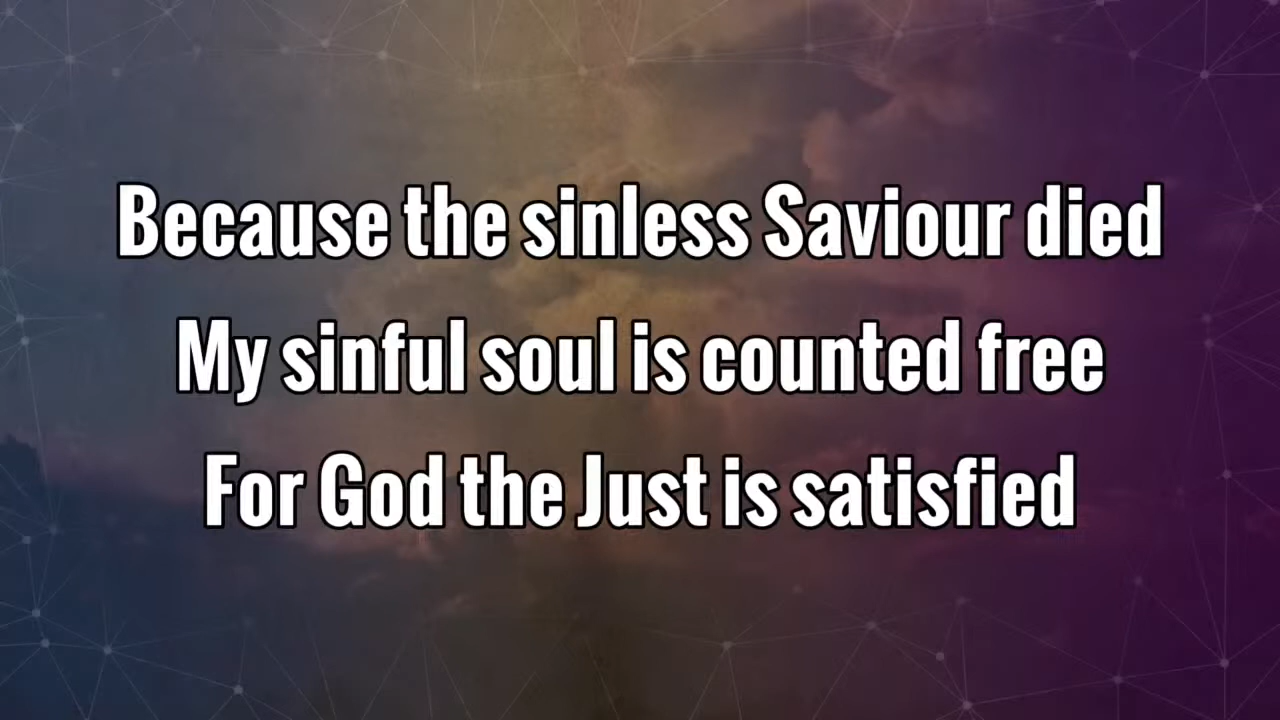 Because the sinless Saviour died
My sinful soul is counted free
For God the Just is satisfied